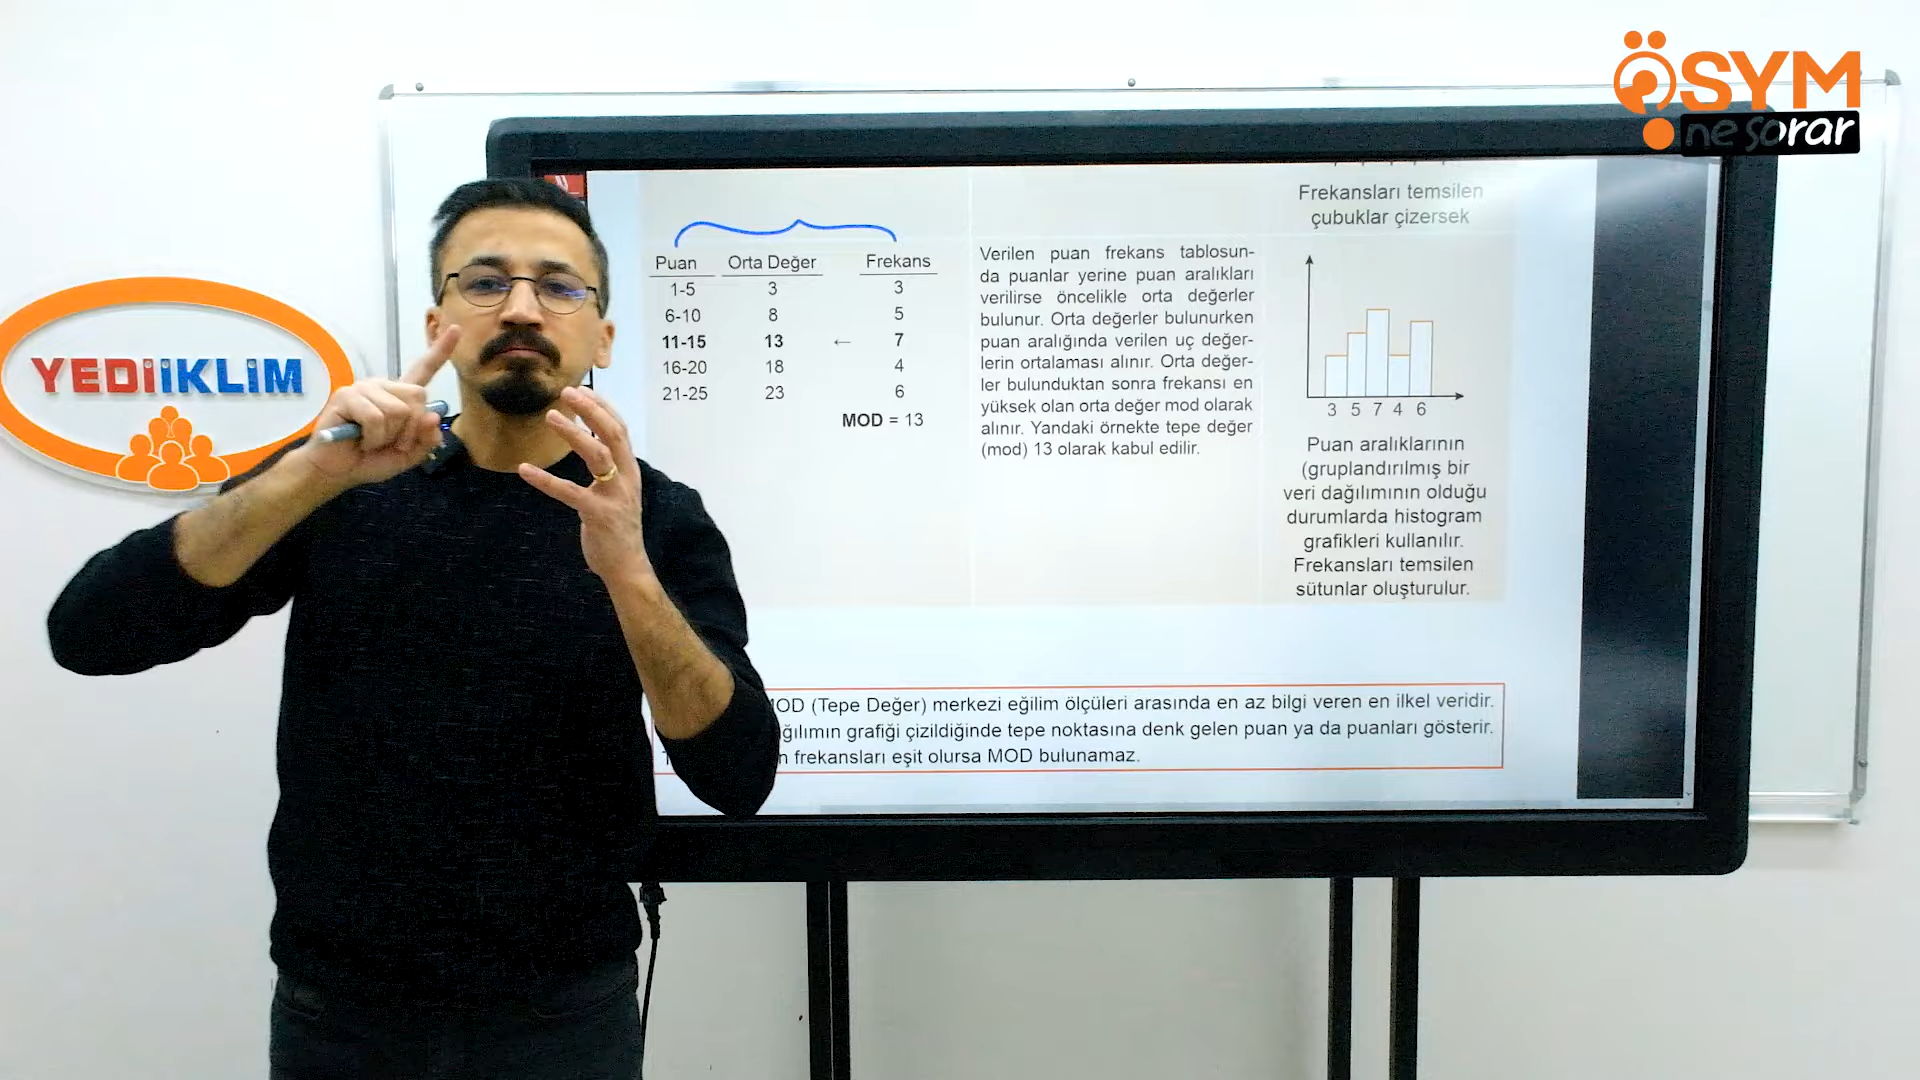 ÖSYM
ne sorar
YEDİİKLİM
Frekansları temsilen
çubuklar çizersek
Puan Orta Değer Frekans
1-5 3 3
6-10 8 5
11-15 13 ← 7
16-20 18 4
21-25 23 6
MOD = 13
Verilen puan frekans tablosun-
da puanlar yerine puan aralıkları
verilirse öncelikle orta değerler
bulunur. Orta değerler bulunurken
puan aralığında verilen uç değer-
lerin ortalaması alınır. Orta değer-
ler bulunduktan sonra frekansı en
yüksek olan orta değer mod olarak
alınır. Yandaki örnekte tepe değer
(mod) 13 olarak kabul edilir.
3 5 7 4 6
Puan aralıklarının
(gruplandırılmış bir
veri dağılımının olduğu
durumlarda histogram
grafikleri kullanılır.
Frekansları temsilen
sütunlar oluşturulur.
(Tepe Değer) merkezi eğilim ölçüleri arasında en az bilgi veren en ilkel veridir.
grafiği çizildiğinde tepe noktasına denk gelen puan ya da puanları gösterir.
frekansları eşit olursa MOD bulunamaz.